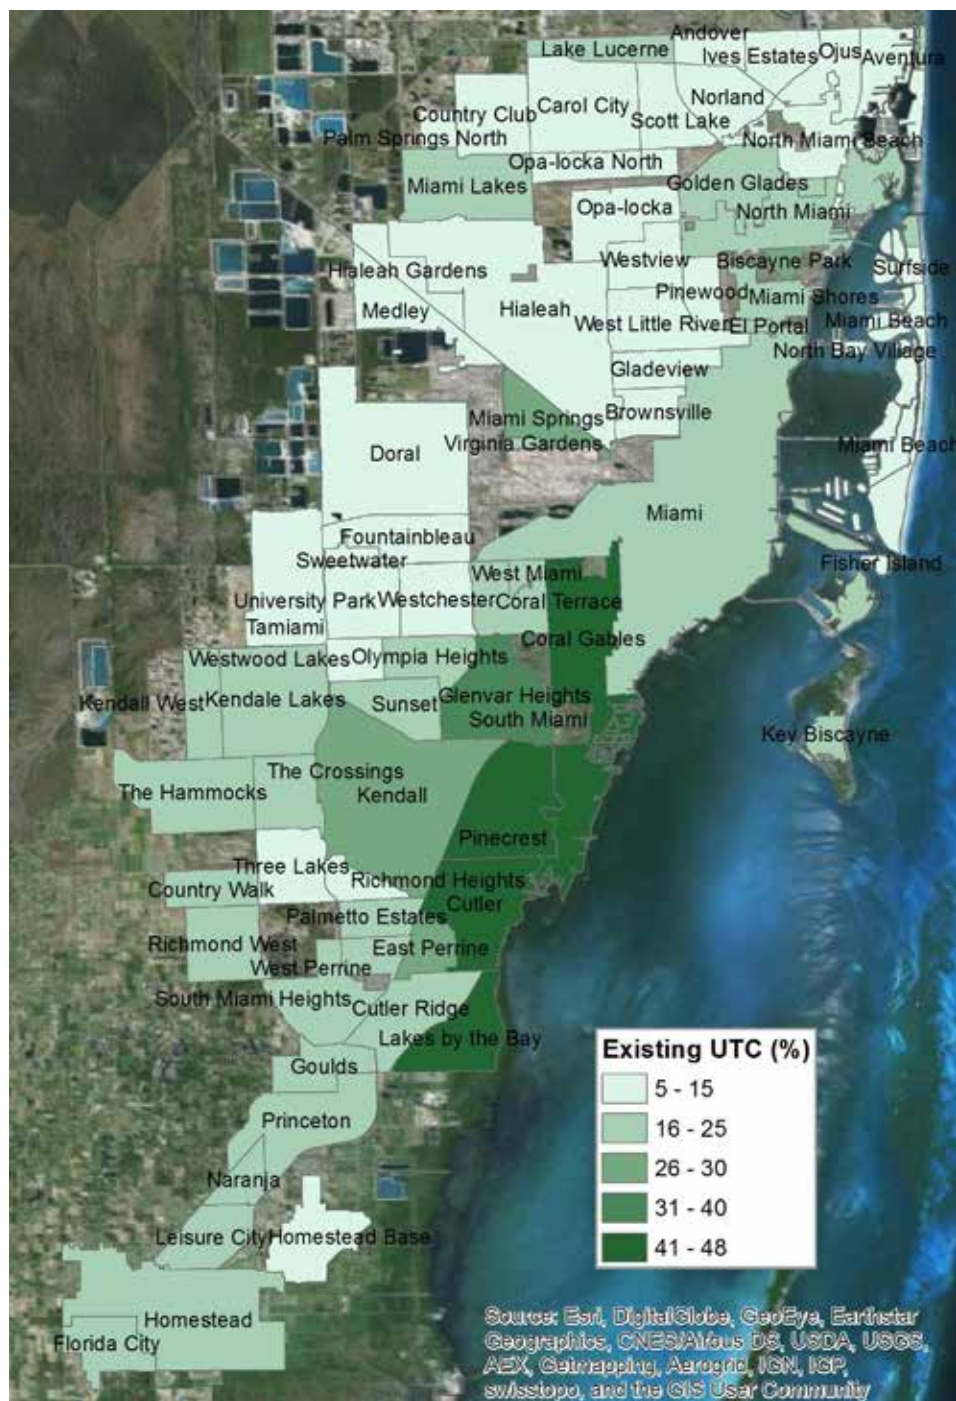 Andover
Lake Lucerne
Ives Estates
Ojus
Aventura
Norland
Country Club
Carol City
Scott Lake
Palm Springs North
North Miami Beach
Opa-locka North
Miami Lakes
Golden Glades
Opa-locka
North Miami
Westview
Biscayne Park
Surfside
Hialeah Gardens
Pinewood
Miami Shores
Medley
Hialeah
West Little River
El Portal
Miami Beach
North Bay Village
Gladeview
Miami Springs
Brownsville
Virginia Gardens
Miami Beach
Doral
Miami
Fountainbleau
Sweetwater
West Miami
Fisher Island
University Park
Westchester
Coral Terrace
Tamiami
Coral Gables
Westwood Lakes
Olympia Heights
Kendall West
Kendale Lakes
Sunset
Glenvar Heights
South Miami
Key Biscayne
The Crossings
The Hammocks
Kendall
Pinecrest
Three Lakes
Country Walk
Richmond Heights
Cutler
Palmetto Estates
Richmond West
East Perrine
West Perrine
South Miami Heights
Cutler Ridge
Lakes by the Bay
Goulds
Princeton
Naranja
Leisure City
Homestead Base
Homestead
Florida City
Existing UTC (%)
5 - 15
16 - 25
26 - 30
31 - 40
41 - 48
Source: Esri, DigitalGlobe, GeoEye, Earthstar
Geographics, CNES/Airbus DS, USDA, USGS,
AEX, Getmapping, Aerogrid, IGN, IGP,
swisstopo, and the GIS User Community